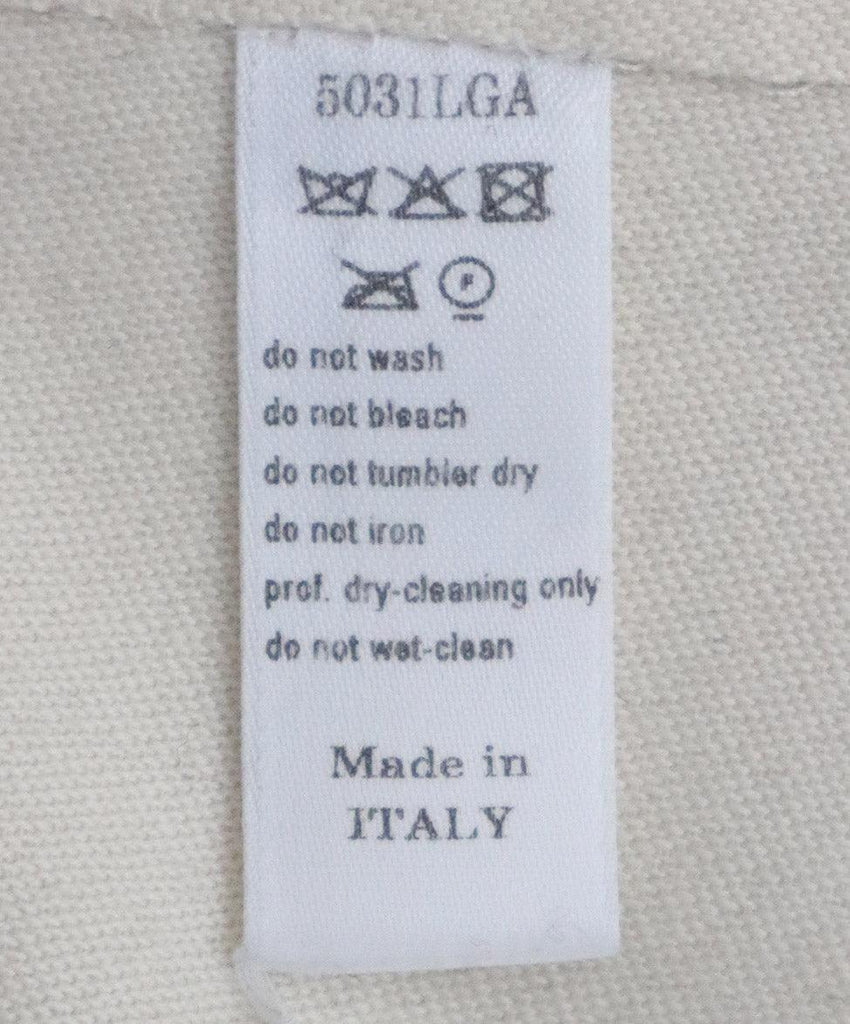 5031LGA
F
do not wash
do not bleach
do not tumbler dry
do not iron
prof. dry-cleaning only
do not wet-clean
Made in
ITALY